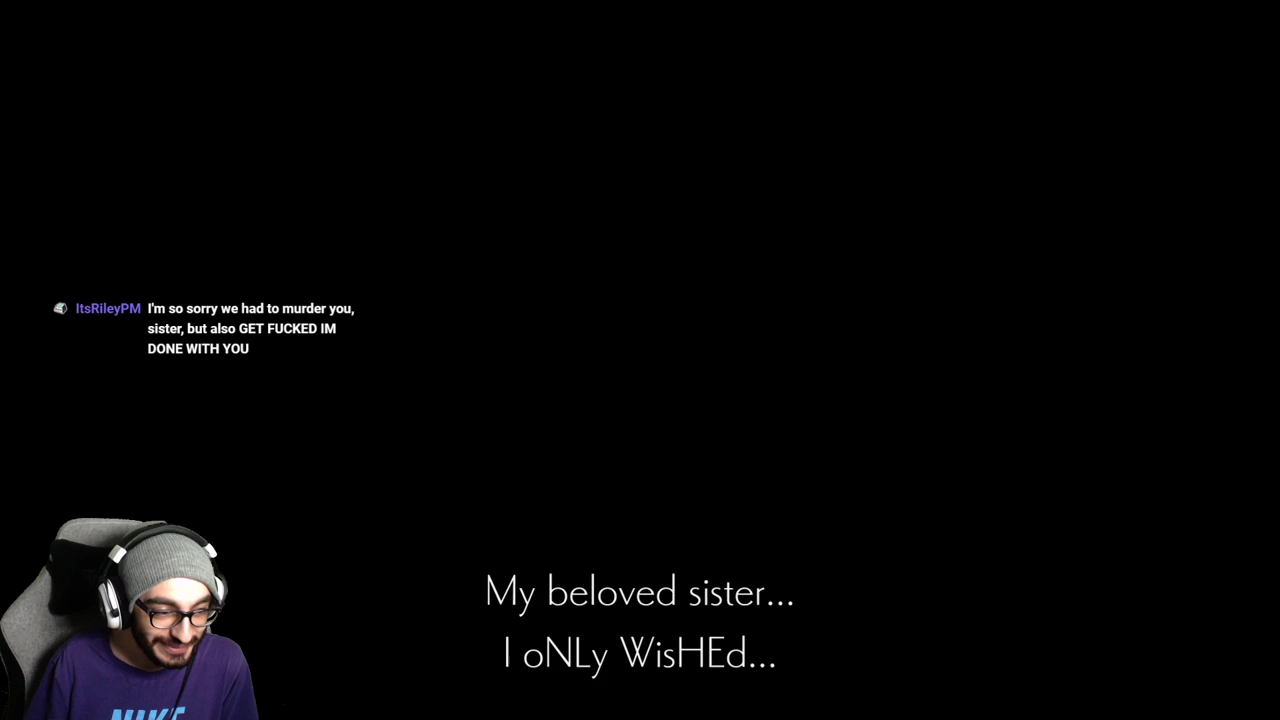 ItsRileyPM I'm so sorry we had to murder you,
sister, but also GET FUCKED IM
DONE WITH YOU
My beloved sister...
I oNLy WisHEd...
NIKE